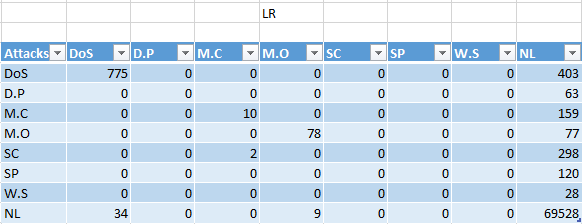 LR
Attacks DoS D.P M.C M.O SC SP W.S NL
DoS 775 0 0 0 0 0 0 403
D.P 0 0 0 0 0 0 0 63
M.C 0 0 10 0 0 0 0 159
M.O 0 0 0 78 0 0 0 77
SC 0 0 2 0 0 0 0 298
SP 0 0 0 0 0 0 0 120
W.S 0 0 0 0 0 0 0 28
NL 34 0 0 9 0 0 0 69528